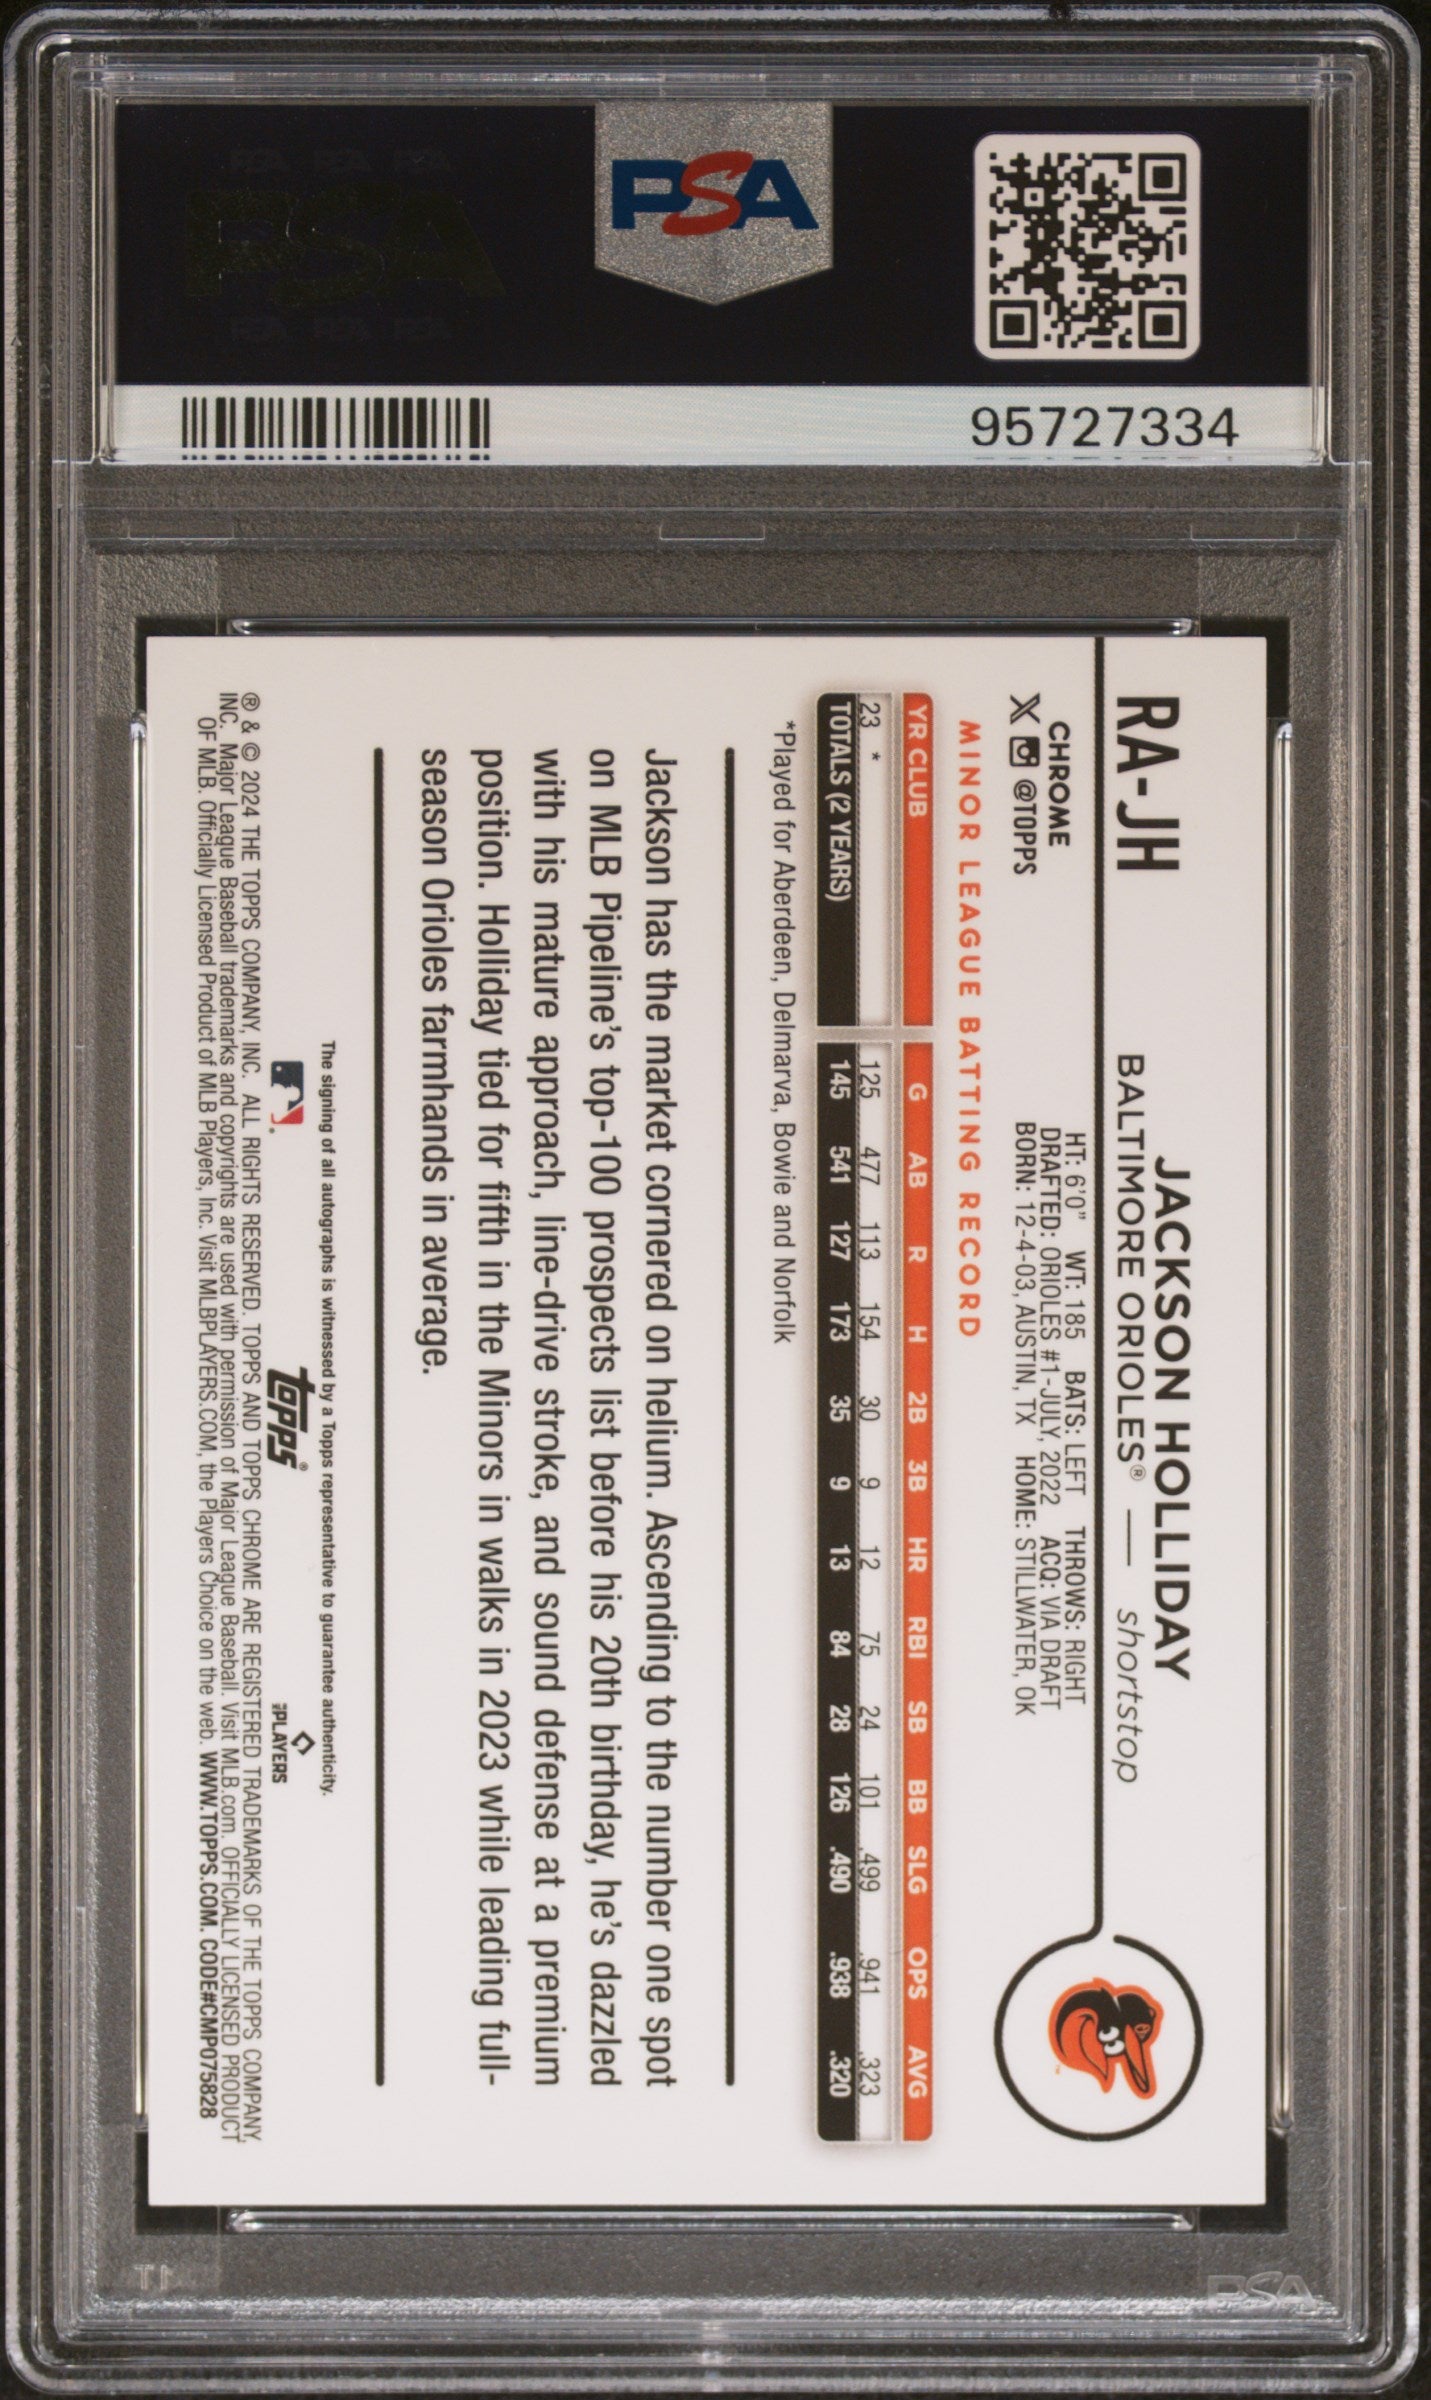 PSA
95727334
RA-JH
JACKSON HOLLIDAY
BALTIMORE ORIOLES® — shortstop
CHROME
@TOPPS
HT: 6'0" WT: 185 BATS: LEFT THROWS: RIGHT
DRAFTED: ORIOLES #1-JULY, 2022 ACQ: VIA DRAFT
BORN: 12-4-03, AUSTIN, TX HOME: STILLWATER, OK
MINOR LEAGUE BATTING RECORD
YR CLUB G AB R H 2B 3B HR RBI SB BB SLG OPS AVG
23 * 125 477 113 154 30 9 12 75 24 101 .499 .941 .323
TOTALS (2 YEARS) 145 541 127 173 35 9 13 84 28 126 .490 .938 .320
*Played for Aberdeen, Delmarva, Bowie and Norfolk
Jackson has the market cornered on helium. Ascending to the number one spot
on MLB Pipeline's top-100 prospects list before his 20th birthday, he's dazzled
with his mature approach, line-drive stroke, and sound defense at a premium
position. Holliday tied for fifth in the Minors in walks in 2023 while leading full-
season Orioles farmhands in average.
The signing of all autographs is witnessed by a Topps representative to guarantee authenticity.
topps®
PLAYERS
® & © 2024 THE TOPPS COMPANY, INC. ALL RIGHTS RESERVED. TOPPS AND TOPPS CHROME ARE REGISTERED TRADEMARKS OF THE TOPPS COMPANY,
INC. Major League Baseball trademarks and copyrights are used with permission of Major League Baseball. Visit MLB.com. OFFICIALLY LICENSED PRODUCT
OF MLB. Officially Licensed Product of MLB Players, Inc. Visit MLBPLAYERS.COM, the Players Choice on the web. WWW.TOPPS.COM. CODE#CMP075828
PSA